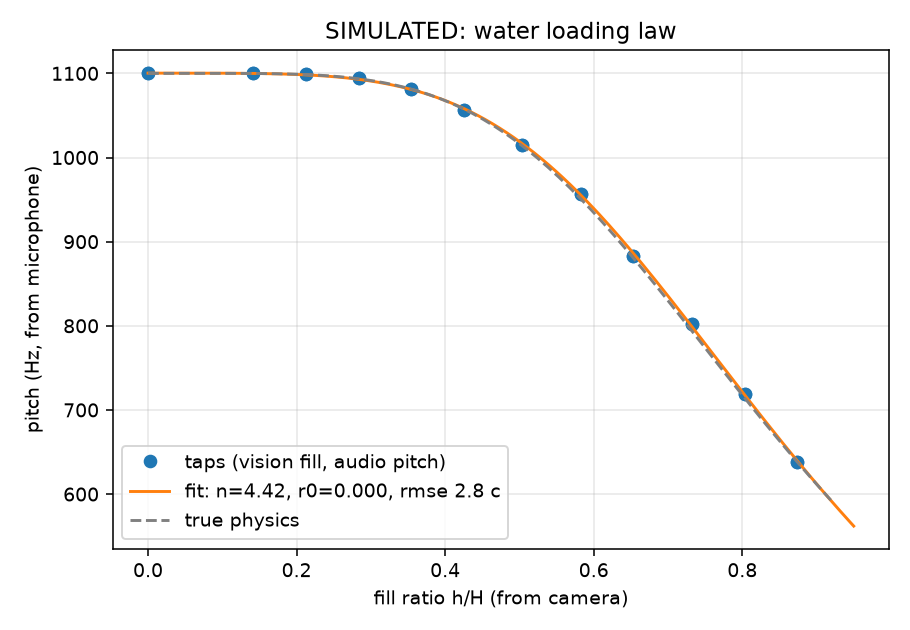 SIMULATED: water loading law
pitch (Hz, from microphone)
1100
1000
900
800
700
600
taps (vision fill, audio pitch)
fit: n=4.42, r0=0.000, rmse 2.8 c
true physics
0.0 0.2 0.4 0.6 0.8
fill ratio h/H (from camera)